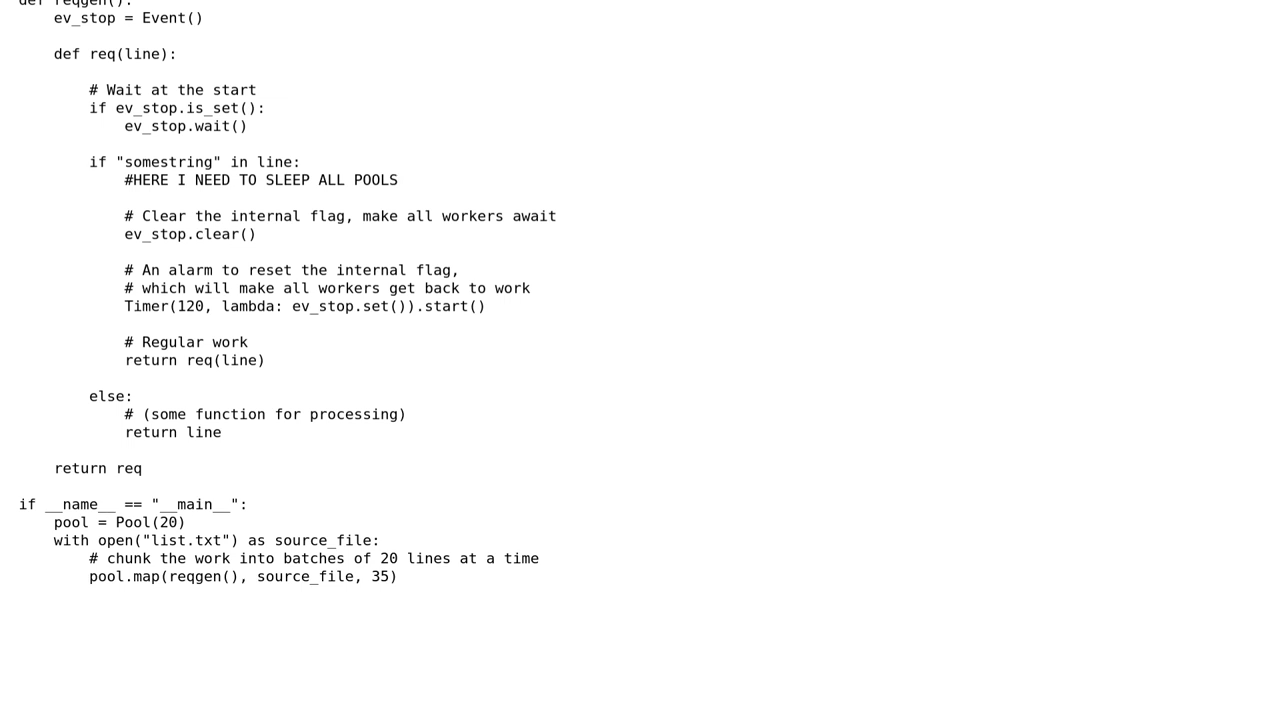 def reqgen():
    ev_stop = Event()

    def req(line):

        # Wait at the start
        if ev_stop.is_set():
            ev_stop.wait()

        if "somestring" in line:
            #HERE I NEED TO SLEEP ALL POOLS

            # Clear the internal flag, make all workers await
            ev_stop.clear()

            # An alarm to reset the internal flag,
            # which will make all workers get back to work
            Timer(120, lambda: ev_stop.set()).start()

            # Regular work
            return req(line)

        else:
            # (some function for processing)
            return line

    return req

if __name__ == "__main__":
    pool = Pool(20)
    with open("list.txt") as source_file:
        # chunk the work into batches of 20 lines at a time
        pool.map(reqgen(), source_file, 35)